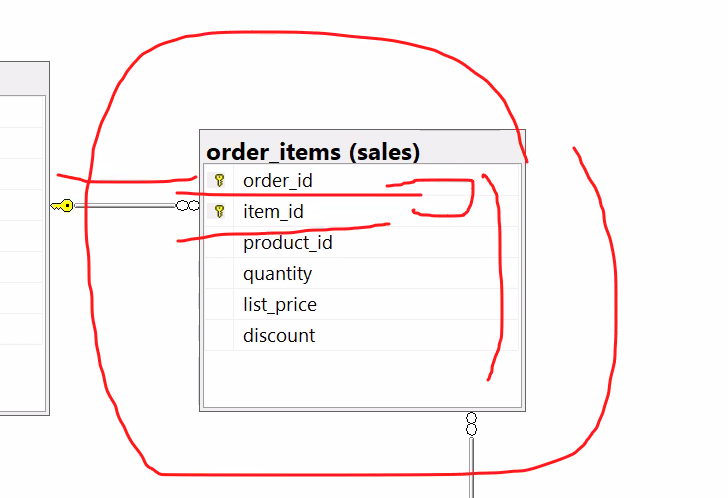 order_items (sales)
order_id
item_id
product_id
quantity
list_price
discount